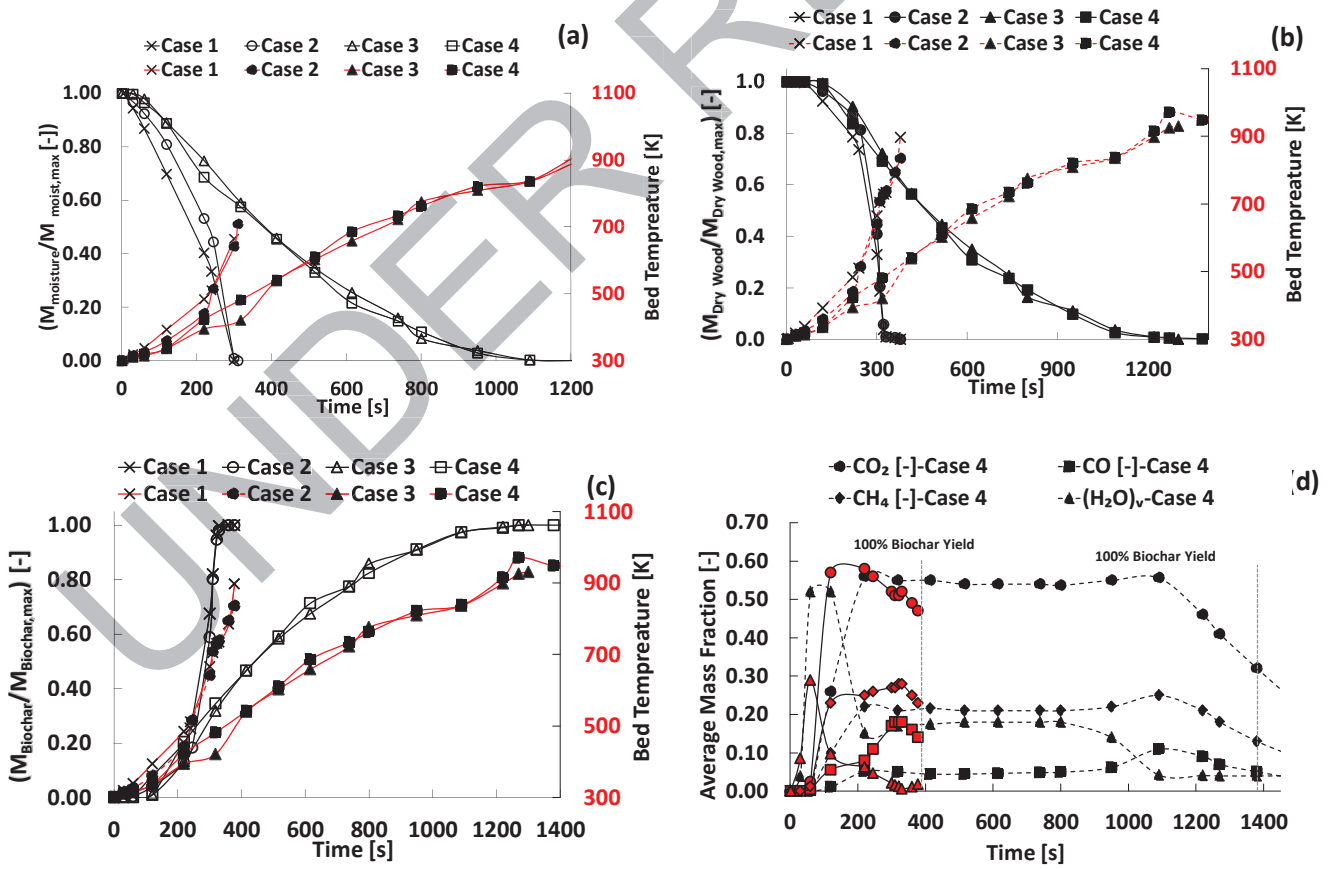 (a)
Case 1 Case 2 Case 3 Case 4
Case 1 Case 2 Case 3 Case 4
(M moisture/M moist,max [-])
1.00
0.80
0.60
0.40
0.20
0.00
0 200 400 600 800 1000 1200
Time [s]
1100
900
700
500
300
Bed Tempreature [K]
(b)
Case 1 Case 2 Case 3 Case 4
Case 1 Case 2 Case 3 Case 4
(M Dry Wood/M Dry Wood,max) [-]
1.0
0.8
0.6
0.4
0.2
0.0
0 300 600 900 1200
Time [s]
1100
900
700
500
300
Bed Tempreature [K]
(c)
Case 1 Case 2 Case 3 Case 4
Case 1 Case 2 Case 3 Case 4
(M Biochar/M Biochar,max) [-]
1.00
0.80
0.60
0.40
0.20
0.00
0 200 400 600 800 1000 1200 1400
Time [s]
1100
900
700
500
300
Bed Tempreature [K]
d)
CO₂ [-]-Case 4 CO [-]-Case 4
CH₄ [-]-Case 4 (H₂O)ᵥ-Case 4
Average Mass Fraction [-]
0.70
0.60
0.50
0.40
0.30
0.20
0.10
0.00
100% Biochar Yield
100% Biochar Yield
0 200 400 600 800 1000 1200 1400
Time [s]
UNDER R